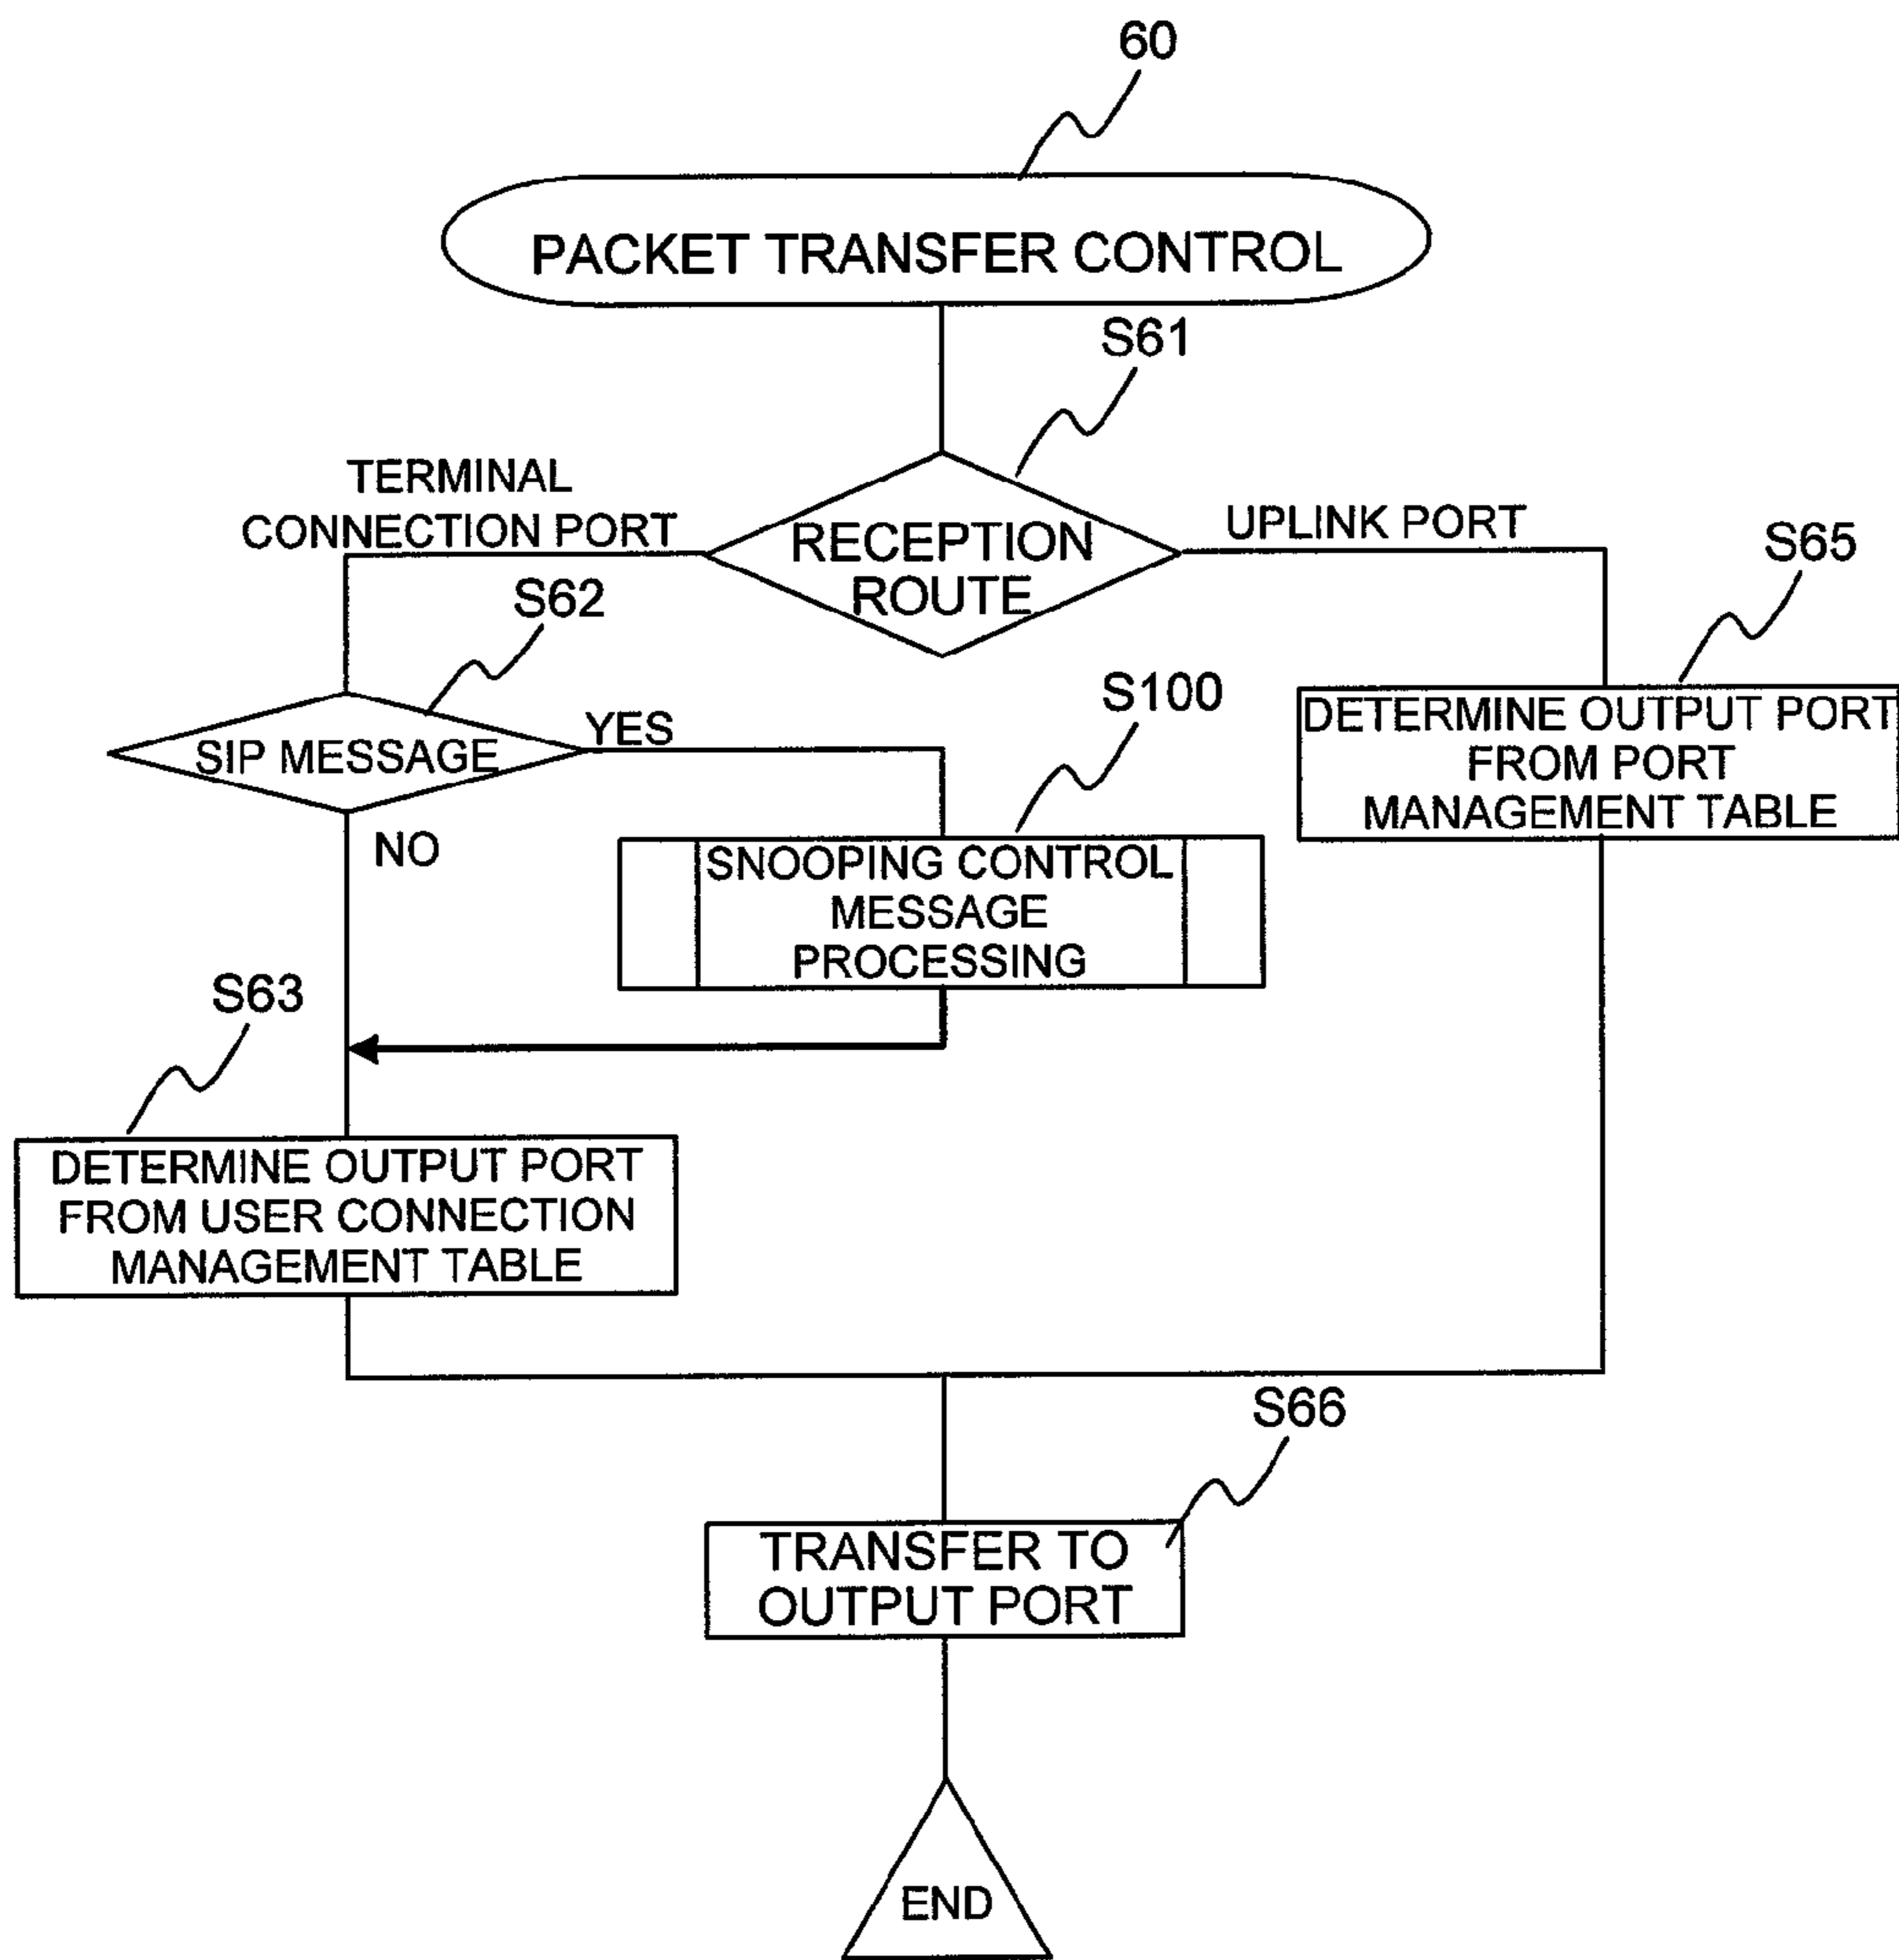 60
PACKET TRANSFER CONTROL
S61
TERMINAL
CONNECTION PORT
RECEPTION
ROUTE
UPLINK PORT
S65
S62
SIP MESSAGE
YES
S100
DETERMINE OUTPUT PORT
FROM PORT
MANAGEMENT TABLE
NO
SNOOPING CONTROL
MESSAGE
PROCESSING
S63
DETERMINE OUTPUT PORT
FROM USER CONNECTION
MANAGEMENT TABLE
S66
TRANSFER TO
OUTPUT PORT
END